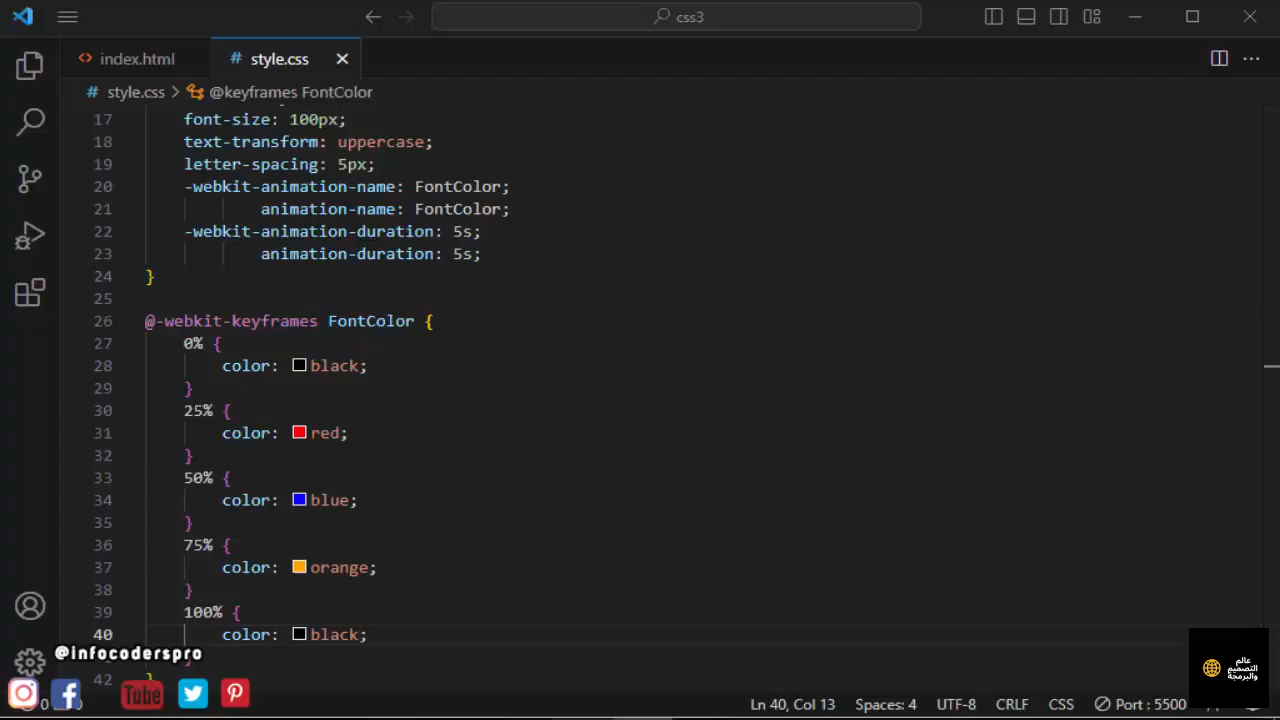 css3
index.html
# style.css
# style.css > @keyframes FontColor
17 font-size: 100px;
18 text-transform: uppercase;
19 letter-spacing: 5px;
20 -webkit-animation-name: FontColor;
21 animation-name: FontColor;
22 -webkit-animation-duration: 5s;
23 animation-duration: 5s;
24 }
25
26 @-webkit-keyframes FontColor {
27 0% {
28 color: black;
29 }
30 25% {
31 color: red;
32 }
33 50% {
34 color: blue;
35 }
36 75% {
37 color: orange;
38 }
39 100% {
40 color: black;
@infocoderspro
42 }
عالم
التصميم
والبرمجة
Tube
Ln 40, Col 13 Spaces: 4 UTF-8 CRLF CSS Port : 5500